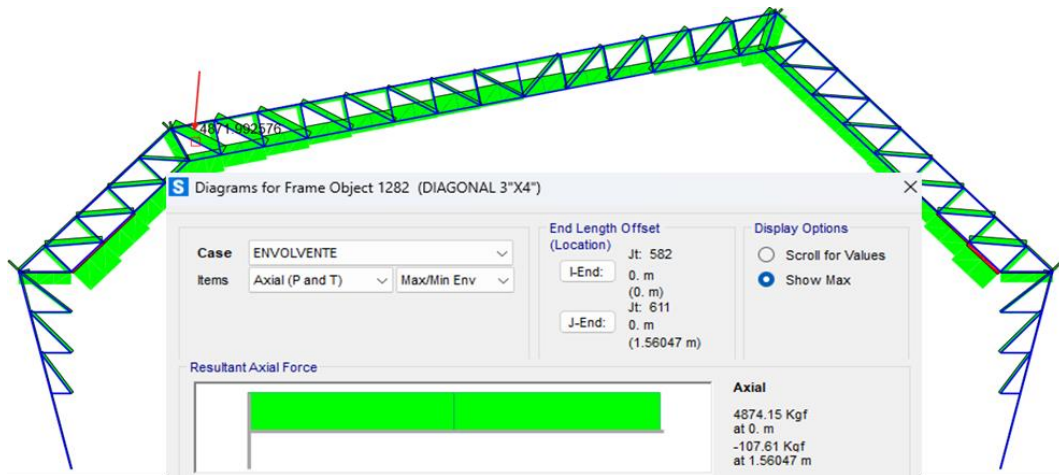 4871.992576
S Diagrams for Frame Object 1282 (DIAGONAL 3"X4")
Case ENVOLVENTE
Items Axial (P and T) Max/Min Env
End Length Offset
(Location)
Jt: 582
I-End: 0. m
(0. m)
Jt: 611
J-End: 0. m
(1.56047 m)
Display Options
Scroll for Values
Show Max
Resultant Axial Force
Axial
4874.15 Kgf
at 0. m
-107.61 Kgf
at 1.56047 m